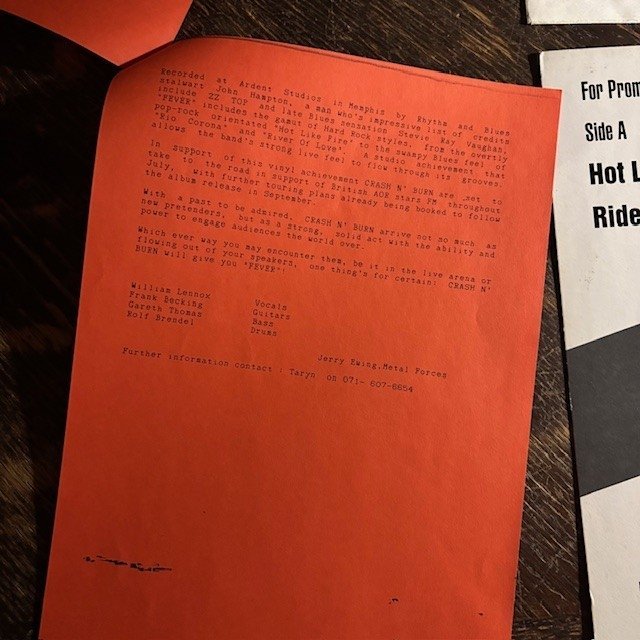 Recorded at Ardent Studios in Memphis by Rhythm and Blues
stalwart John Hampton, a man who's impressive list of credits
include ZZ TOP and late Blues sensation Stevie Ray Vaughan,
"FEVER" includes the gamut of Hard Rock styles, from the overtly
pop-rock orientated "Hot Like Fire" to the swampy Blues feel of
"Rio Corona" and "River Of Love". A studio achievement that
allows the band's strong live feel to flow through its grooves.
In support of this vinyl achievement CRASH N' BURN are set to
take to the road in support of British AOR stars FM throughout
July, with further touring plans already being booked to follow
the album release in September.
With a past to be admired, CRASH N' BURN arrive not so much as
new pretenders, but as a strong, solid act with the ability and
power to engage audiences the world over.
Which ever way you may encounter them, be it in the live arena or
flowing out of your speakers, one thing's for certain! CRASH N'
BURN will give you "FEVER"!
William Lennox Vocals
Frank Becking Guitars
Gareth Thomas Bass
Rolf Brendel Drums
Jerry Ewing, Metal Forces
Further information contact : Taryn on 071- 607-8654
For Prom
Side A
Hot L
Ride